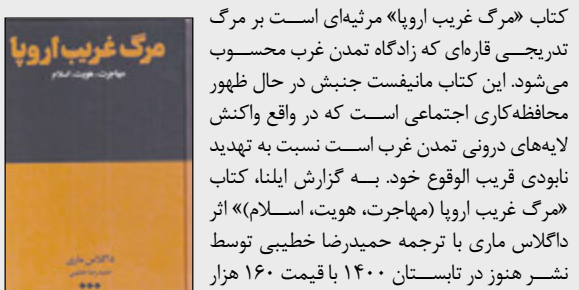 کتاب «مرگ غریب اروپا» مرثیه‌ای است بر مرگ
تدریجی قاره‌ای که زادگاه تمدن غرب محسوب
می‌شود. این کتاب مانیفست جنبش در حال ظهور
محافظه‌کاری اجتماعی است که در واقع واکنش
لایه‌های درونی تمدن غرب است نسبت به تهدید
نابودی قریب الوقوع خود. به گزارش ایلنا، کتاب
«مرگ غریب اروپا (مهاجرت، هویت، اسلام)» اثر
داگلاس ماری با ترجمه حمیدرضا خطیبی توسط
نشر هنوز در تابستان ۱۴۰۰ با قیمت ۱۶۰ هزار
مرگ غریب اروپا
مهاجرت، هویت، اسلام
داگلاس ماری
حمیدرضا خطیبی